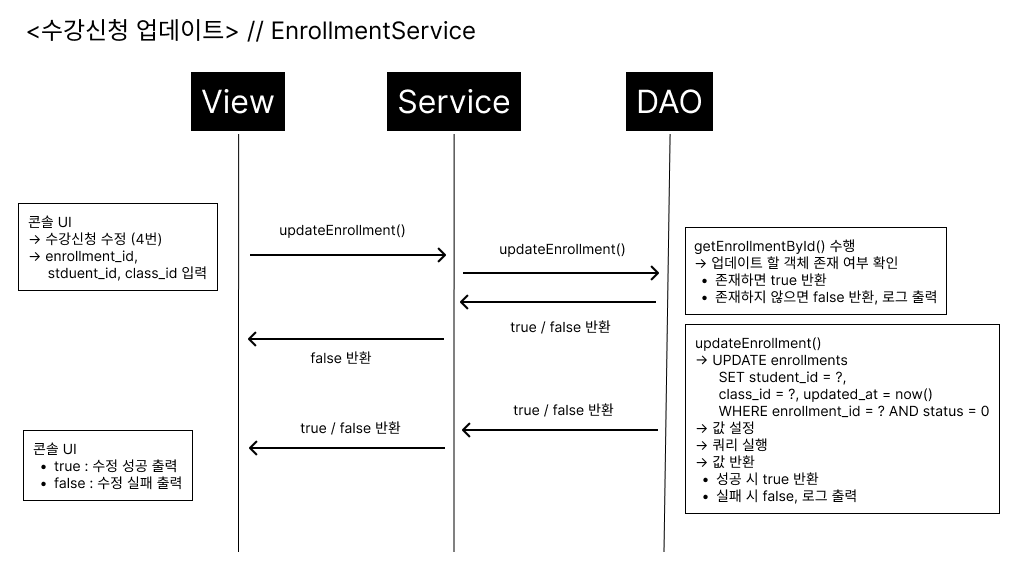 <수강신청 업데이트> // EnrollmentService
View
Service
DAO
콘솔 UI
→ 수강신청 수정 (4번)
→ enrollment_id,
stduent_id, class_id 입력
updateEnrollment()
updateEnrollment()
getEnrollmentById() 수행
→ 업데이트 할 객체 존재 여부 확인
• 존재하면 true 반환
• 존재하지 않으면 false 반환, 로그 출력
true / false 반환
false 반환
updateEnrollment()
→ UPDATE enrollments
SET student_id = ?,
class_id = ?, updated_at = now()
WHERE enrollment_id = ? AND status = 0
→ 값 설정
→ 쿼리 실행
→ 값 반환
• 성공 시 true 반환
• 실패 시 false, 로그 출력
true / false 반환
true / false 반환
콘솔 UI
• true : 수정 성공 출력
• false : 수정 실패 출력